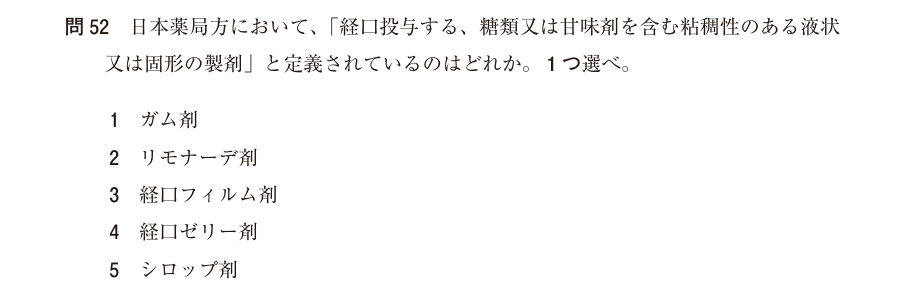 問 52 日本薬局方において、「経口投与する、糖類又は甘味剤を含む粘稠性のある液状
又は固形の製剤」と定義されているのはどれか。1つ選べ。
1 ガム剤
2 リモナーデ剤
3 経口フィルム剤
4 経口ゼリー剤
5 シロップ剤